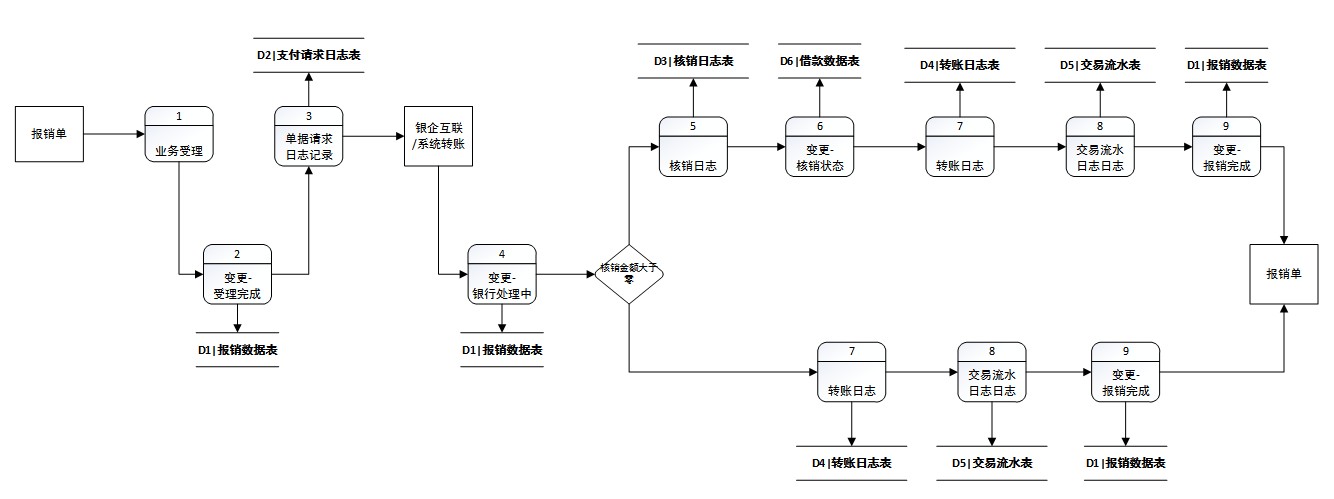 D2|支付请求日志表
D3|核销日志表
D6|借款数据表
D4|转账日志表
D5|交易流水表
D1|报销数据表
报销单
1
业务受理
3
单据请求
日志记录
银企互联
/系统转账
5
核销日志
6
变更-
核销状态
7
转账日志
8
交易流水
日志日志
9
变更-
报销完成
2
变更-
受理完成
4
变更-
银行处理中
核销金额大于
零
报销单
D1|报销数据表
D1|报销数据表
7
转账日志
8
交易流水
日志日志
9
变更-
报销完成
D4|转账日志表
D5|交易流水表
D1|报销数据表